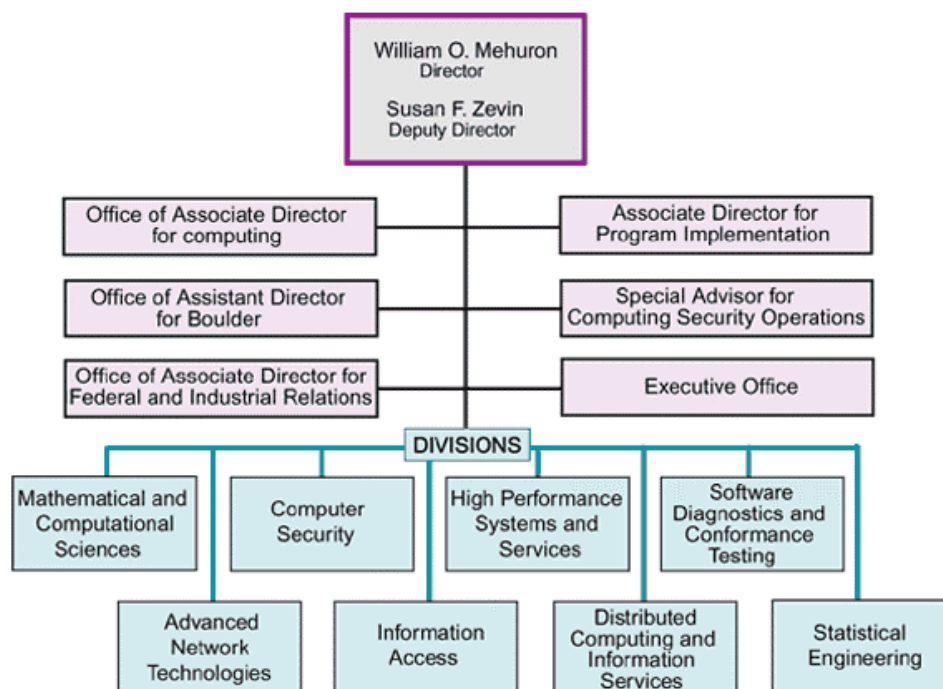 William O. Mehuron
Director
Susan F. Zevin
Deputy Director
Office of Associate Director
for computing
Associate Director for
Program Implementation
Office of Assistant Director
for Boulder
Special Advisor for
Computing Security Operations
Office of Associate Director for
Federal and Industrial Relations
Executive Office
DIVISIONS
Mathematical and
Computational
Sciences
Computer
Security
High Performance
Systems and
Services
Software
Diagnostics and
Conformance
Testing
Advanced
Network
Technologies
Information
Access
Distributed
Computing and
Information
Services
Statistical
Engineering